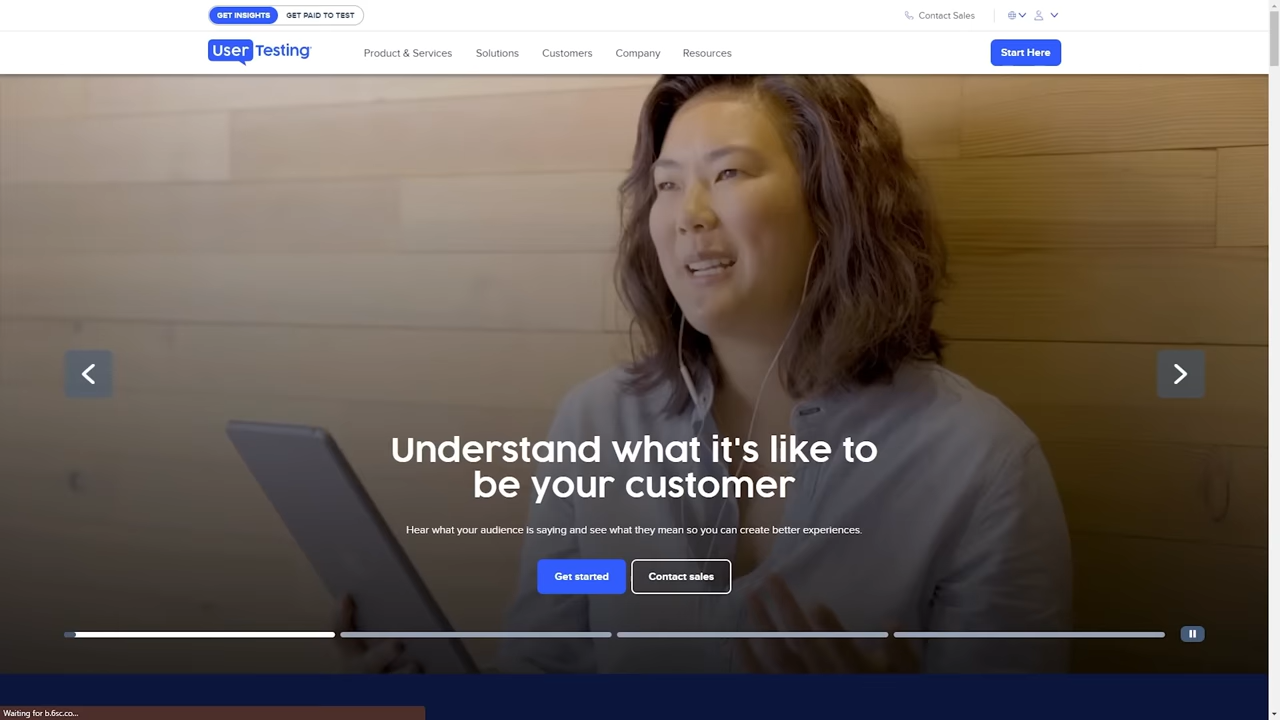 GET INSIGHTS GET PAID TO TEST
Contact Sales
User Testing
Product & Services Solutions Customers Company Resources
Start Here
Understand what it's like to
be your customer
Hear what your audience is saying and see what they mean so you can create better experiences.
Get started Contact sales
Waiting for b.6sc.co...